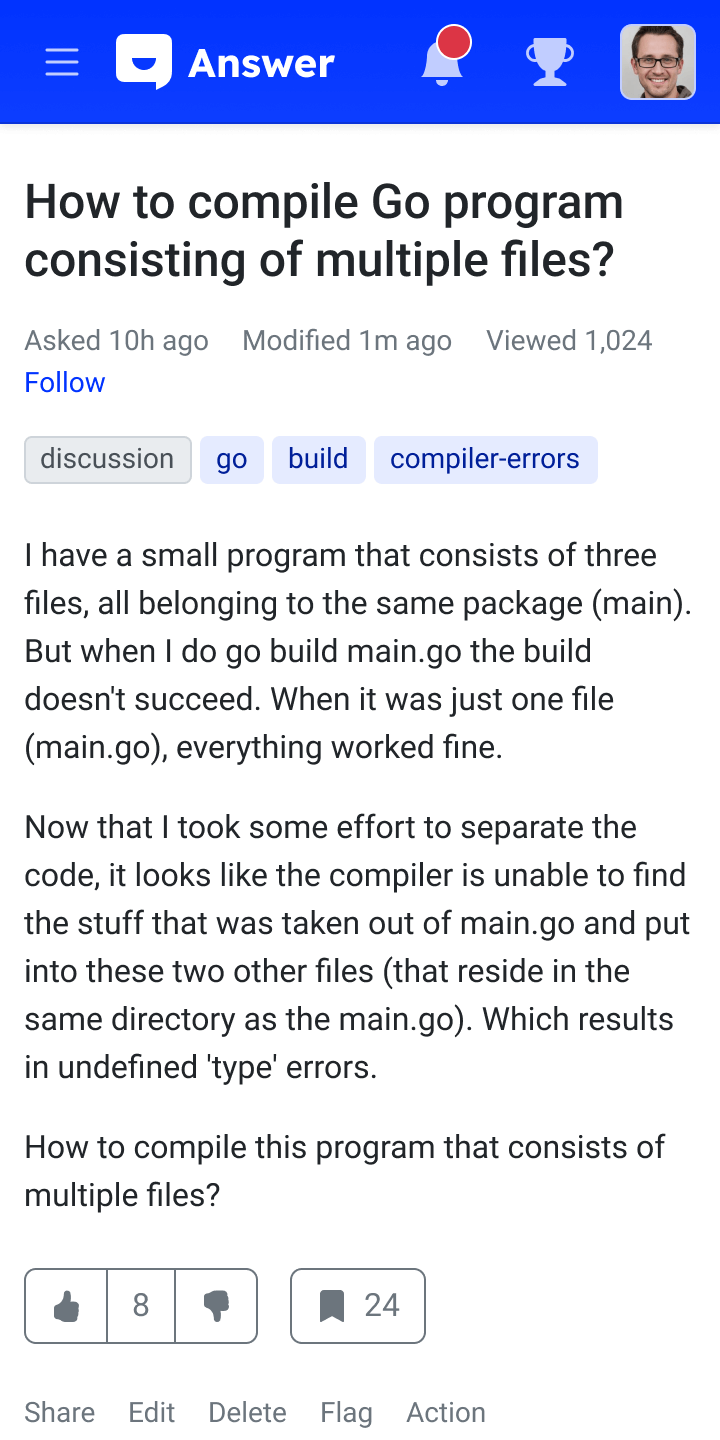 Answer
How to compile Go program
consisting of multiple files?
Asked 10h ago Modified 1m ago Viewed 1,024
Follow
discussion go build compiler-errors
I have a small program that consists of three
files, all belonging to the same package (main).
But when I do go build main.go the build
doesn't succeed. When it was just one file
(main.go), everything worked fine.
Now that I took some effort to separate the
code, it looks like the compiler is unable to find
the stuff that was taken out of main.go and put
into these two other files (that reside in the
same directory as the main.go). Which results
in undefined 'type' errors.
How to compile this program that consists of
multiple files?
8 24
Share Edit Delete Flag Action